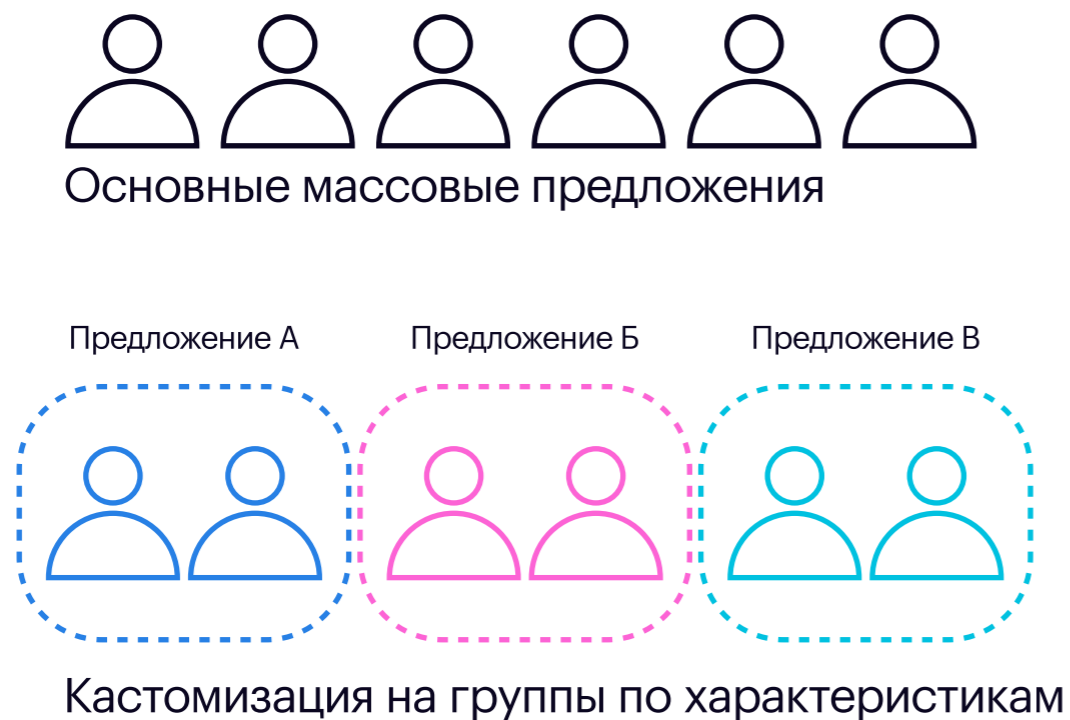 Основные массовые предложения
Предложение А
Предложение Б
Предложение В
Кастомизация на группы по характеристикам